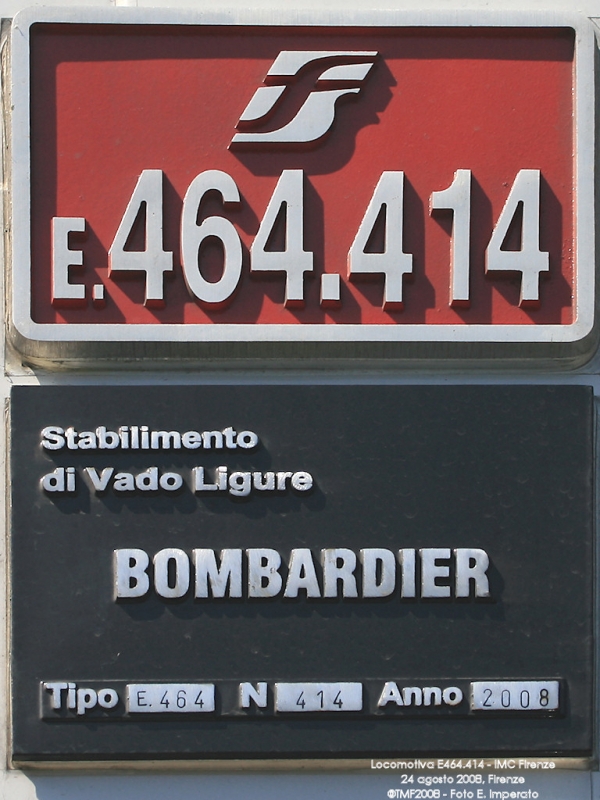 E.464.414
Stabilimento
di Vado Ligure
BOMBARDIER
Tipo E.464 N 414 Anno 2008
Locomotiva E464.414 - IMC Firenze
24 agosto 2008, Firenze
©TMF2008 - Foto E. Imperato